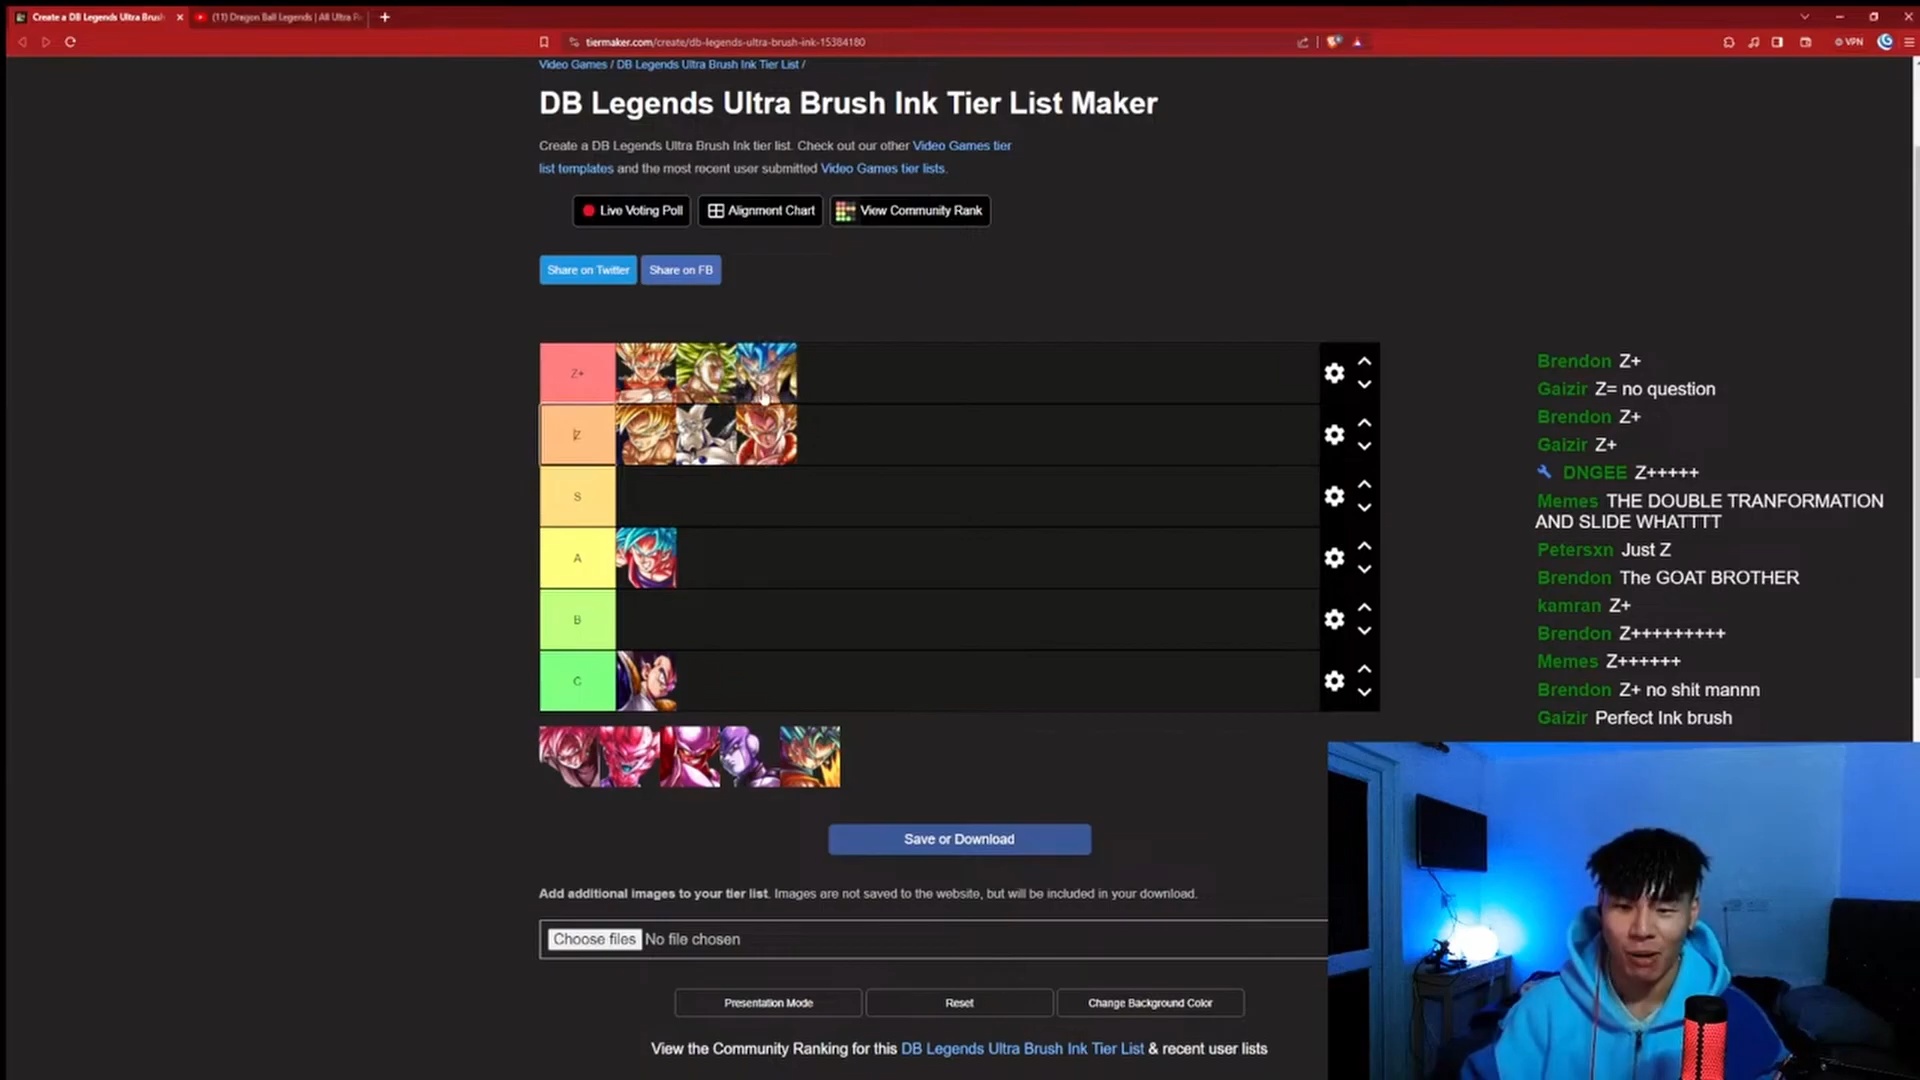 Create a DB Legends Ultra Brush
(11) Dragon Ball Legends | All Ultra
tiermaker.com/create/db-legends-ultra-brush-ink-15384180
VPN
Video Games / DB Legends Ultra Brush Ink Tier List /
DB Legends Ultra Brush Ink Tier List Maker
Create a DB Legends Ultra Brush Ink tier list. Check out our other Video Games tier
list templates and the most recent user submitted Video Games tier lists.
Live Voting Poll
Alignment Chart
View Community Rank
Share on Twitter
Share on FB
Z+
Z
S
A
B
C
Brendon Z+
Gaizir Z= no question
Brendon Z+
Gaizir Z+
DNGEE Z+++++
Memes THE DOUBLE TRANFORMATION
AND SLIDE WHATTTT
Petersxn Just Z
Brendon The GOAT BROTHER
kamran Z+
Brendon Z+++++++++
Memes Z++++++
Brendon Z+ no shit mannn
Gaizir Perfect Ink brush
Save or Download
Add additional images to your tier list. Images are not saved to the website, but will be included in your download.
Choose files No file chosen
Presentation Mode
Reset
Change Background Color
View the Community Ranking for this DB Legends Ultra Brush Ink Tier List & recent user lists